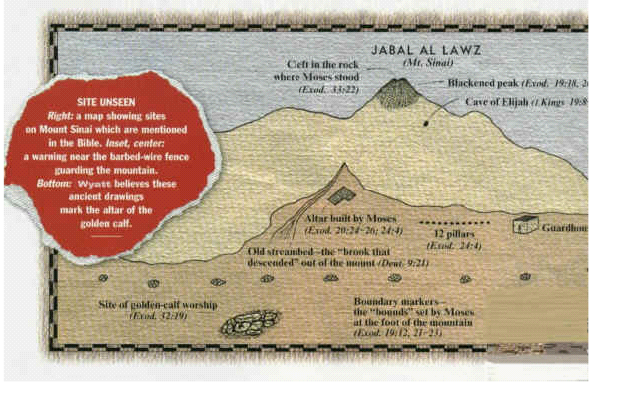 JABAL AL LAWZ
(Mt. Sinai)
Cleft in the rock
where Moses stood
(Exod. 33:22)
Blackened peak (Exod. 19:18, 2
Cave of Elijah (1 Kings 19:8
SITE UNSEEN
Right: a map showing sites
on Mount Sinai which are mentioned
in the Bible. Inset, center:
a warning near the barbed-wire fence
guarding the mountain.
Bottom: Wyatt believes these
ancient drawings
mark the altar of the
golden calf.
Altar built by Moses
(Exod. 20:24-26; 24:4)
12 pillars
(Exod. 24:4)
Guardhou
Old streambed—the "brook that
descended" out of the mount (Deut. 9:21)
Site of golden-calf worship
(Exod. 32:19)
Boundary markers—
the "bounds" set by Moses
at the foot of the mountain
(Exod. 19:12, 21-23)